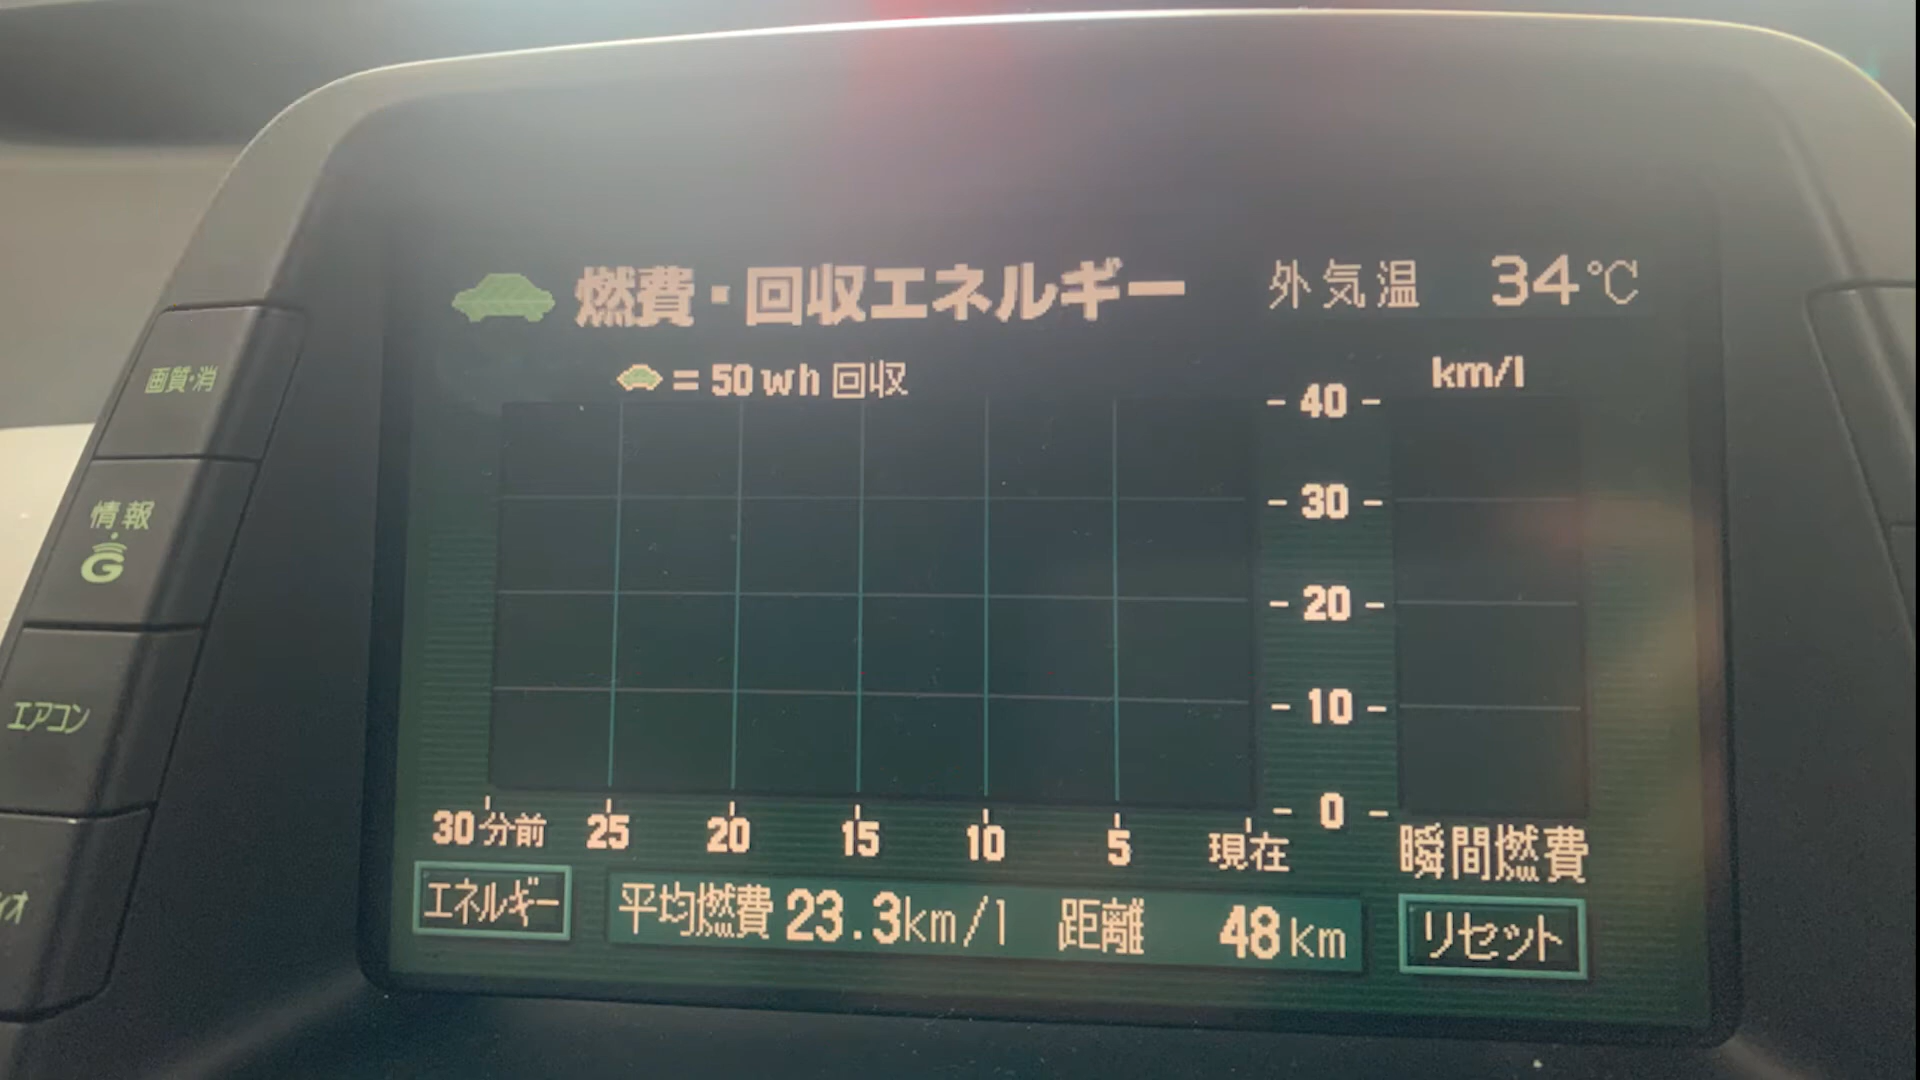 燃費・回収エネルギー 外気温 34℃
= 50wh 回収
km/l
- 40 -
- 30 -
- 20 -
- 10 -
- 0 -
30分前 25 20 15 10 5 現在
瞬間燃費
エネルギー 平均燃費 23.3km/l 距離 48km リセット
画質・消
情報
G
エアコン